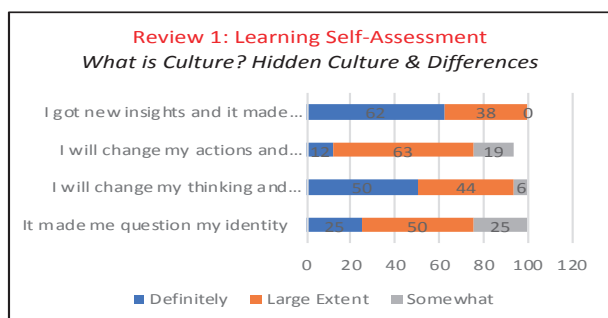 Review 1: Learning Self-Assessment
What is Culture? Hidden Culture & Differences
I got new insights and it made...
62 38 0
I will change my actions and...
12 63 19
I will change my thinking and...
50 44 6
It made me question my identity
25 50 25
0 20 40 60 80 100 120
Definitely Large Extent Somewhat